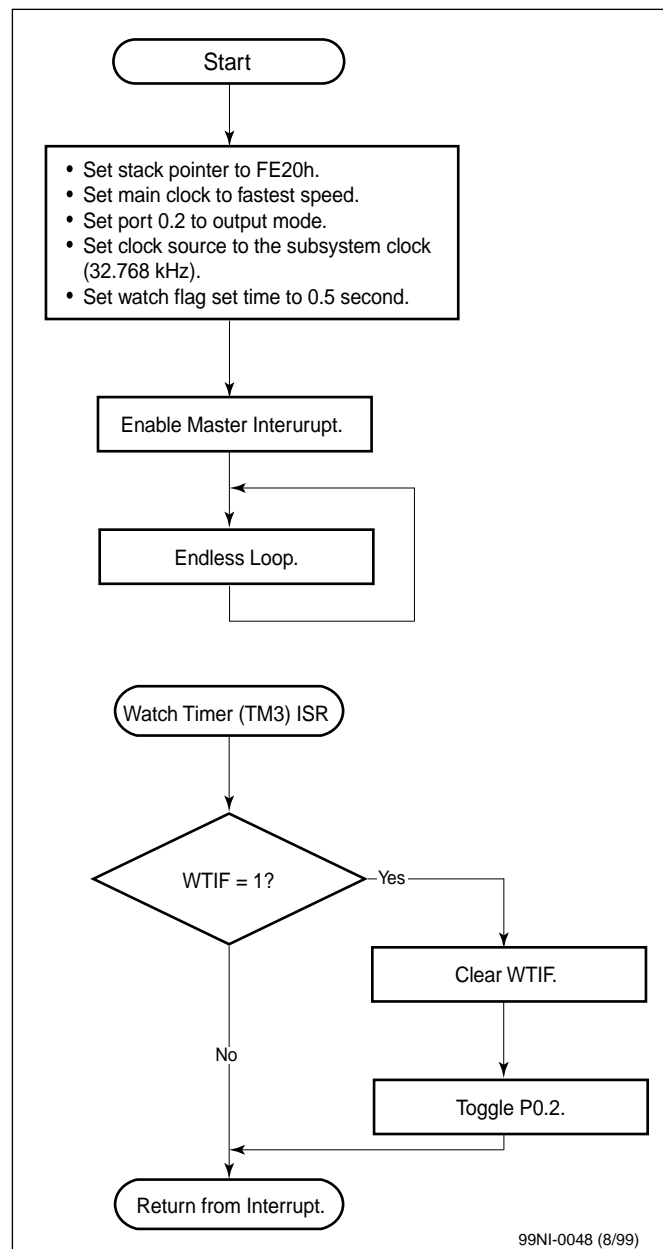 Start
• Set stack pointer to FE20h.
• Set main clock to fastest speed.
• Set port 0.2 to output mode.
• Set clock source to the subsystem clock
(32.768 kHz).
• Set watch flag set time to 0.5 second.
Enable Master Interurupt.
Endless Loop.
Watch Timer (TM3) ISR
WTIF = 1?
Yes
Clear WTIF.
No
Toggle P0.2.
Return from Interrupt.
99NI-0048 (8/99)